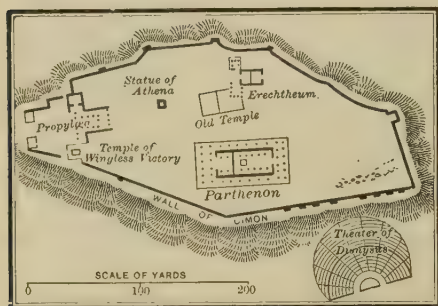 Statue of
Athena
Erechtheum
Old Temple
Propylæa
Temple of
Wingless Victory
Parthenon
WALL OF CIMON
Theater of
Dionysus
SCALE OF YARDS
0 100 200